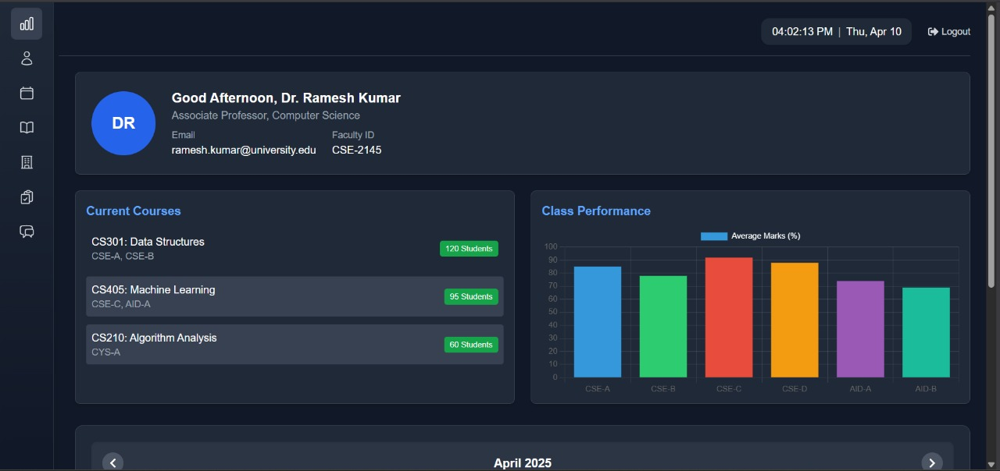 04:02:13 PM | Thu, Apr 10 Logout
DR
Good Afternoon, Dr. Ramesh Kumar
Associate Professor, Computer Science
Email Faculty ID
ramesh.kumar@university.edu CSE-2145
Current Courses
CS301: Data Structures
CSE-A, CSE-B
120 Students
CS405: Machine Learning
CSE-C, AID-A
95 Students
CS210: Algorithm Analysis
CYS-A
60 Students
Class Performance
Average Marks (%)
100
90
80
70
60
50
40
30
20
10
0
CSE-A CSE-B CSE-C CSE-D AID-A AID-B
April 2025